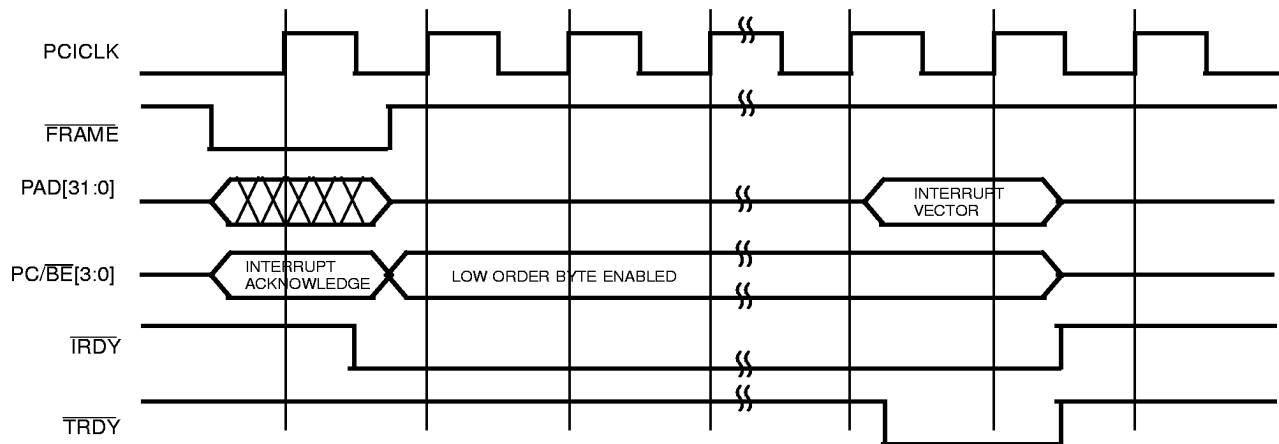 PCICLK
FRAME
PAD[31:0]
INTERRUPT
VECTOR
PC/BE[3:0]
INTERRUPT
ACKNOWLEDGE
LOW ORDER BYTE ENABLED
IRDY
TRDY